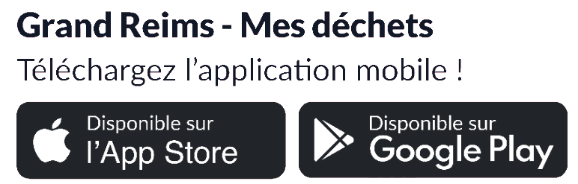 Grand Reims - Mes déchets
Téléchargez l’application mobile !
Disponible sur
l’App Store
Disponible sur
Google Play